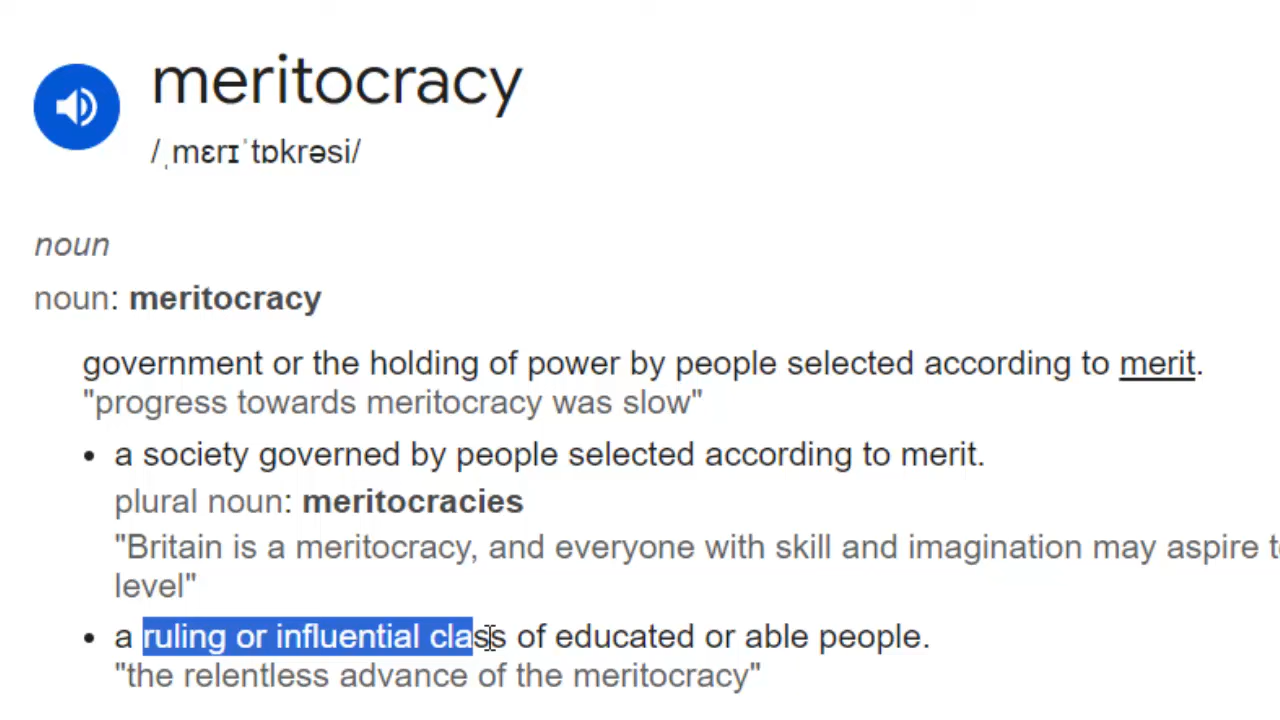 meritocracy
/ˌmɛrɪˈtɒkrəsi/
noun
noun: meritocracy
government or the holding of power by people selected according to merit.
"progress towards meritocracy was slow"
• a society governed by people selected according to merit.
plural noun: meritocracies
"Britain is a meritocracy, and everyone with skill and imagination may aspire
level"
• a ruling or influential class of educated or able people.
"the relentless advance of the meritocracy"